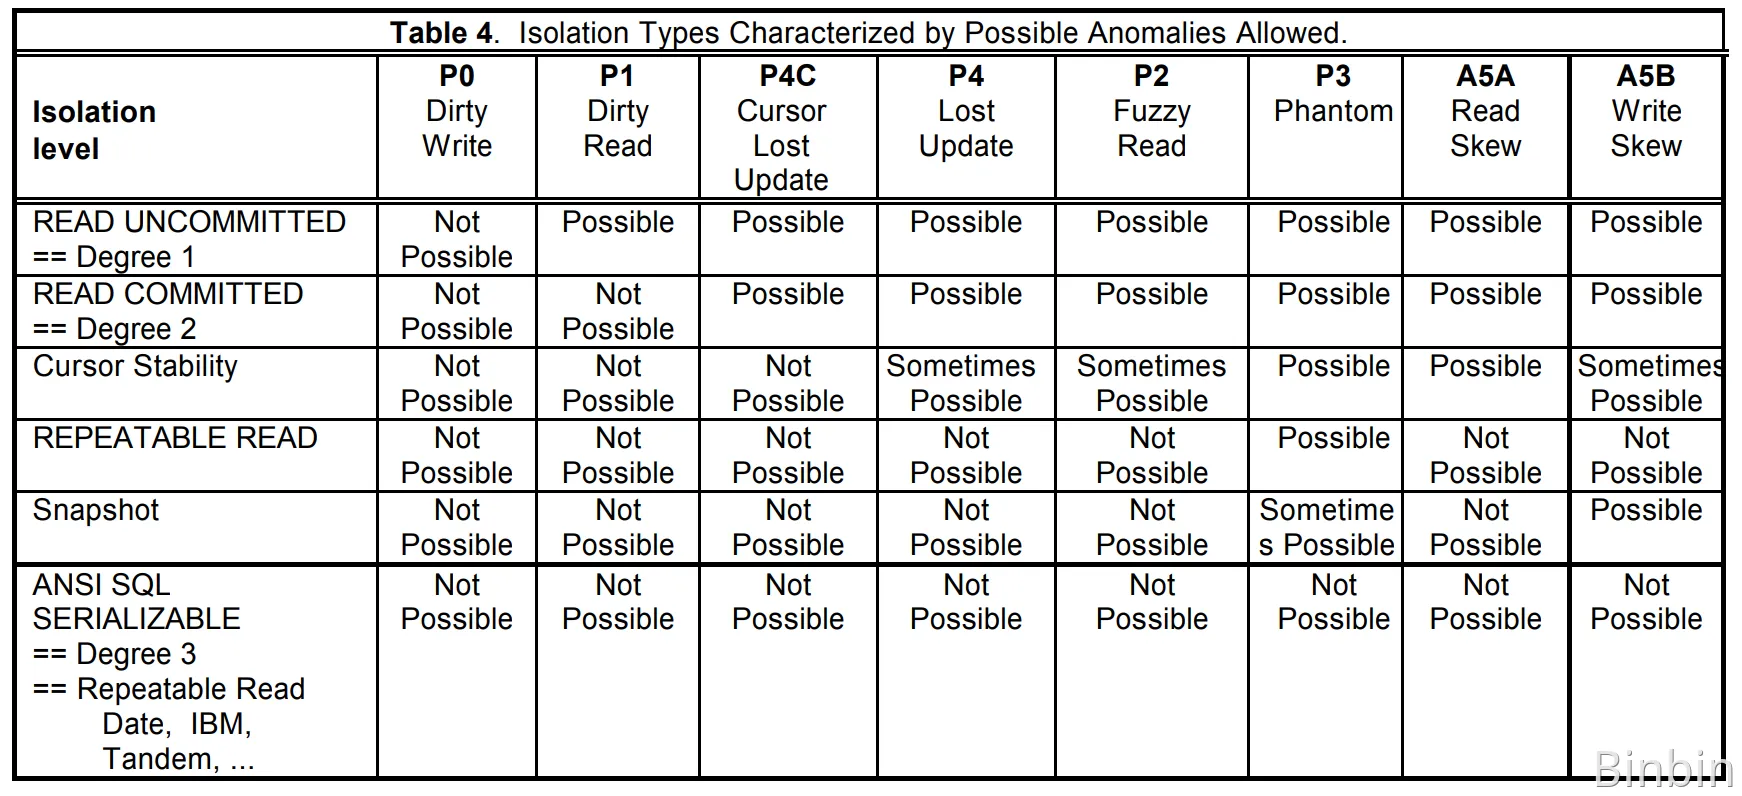 Table 4.  Isolation Types Characterized by Possible Anomalies Allowed.
Isolation level
P0 Dirty Write
P1 Dirty Read
P4C Cursor Lost Update
P4 Lost Update
P2 Fuzzy Read
P3 Phantom
A5A Read Skew
A5B Write Skew
READ UNCOMMITTED == Degree 1
Not Possible
Possible
Possible
Possible
Possible
Possible
Possible
Possible
READ COMMITTED == Degree 2
Not Possible
Not Possible
Possible
Possible
Possible
Possible
Possible
Possible
Cursor Stability
Not Possible
Not Possible
Not Possible
Sometimes Possible
Sometimes Possible
Possible
Possible
Sometimes Possible
REPEATABLE READ
Not Possible
Not Possible
Not Possible
Not Possible
Not Possible
Possible
Not Possible
Not Possible
Snapshot
Not Possible
Not Possible
Not Possible
Not Possible
Not Possible
Sometime
s Possible
Not Possible
Possible
ANSI SQL
SERIALIZABLE
== Degree 3
== Repeatable Read
Date,  IBM,
Tandem, ...
Not Possible
Not Possible
Not Possible
Not Possible
Not Possible
Not Possible
Not Possible
Not Possible
Binbin